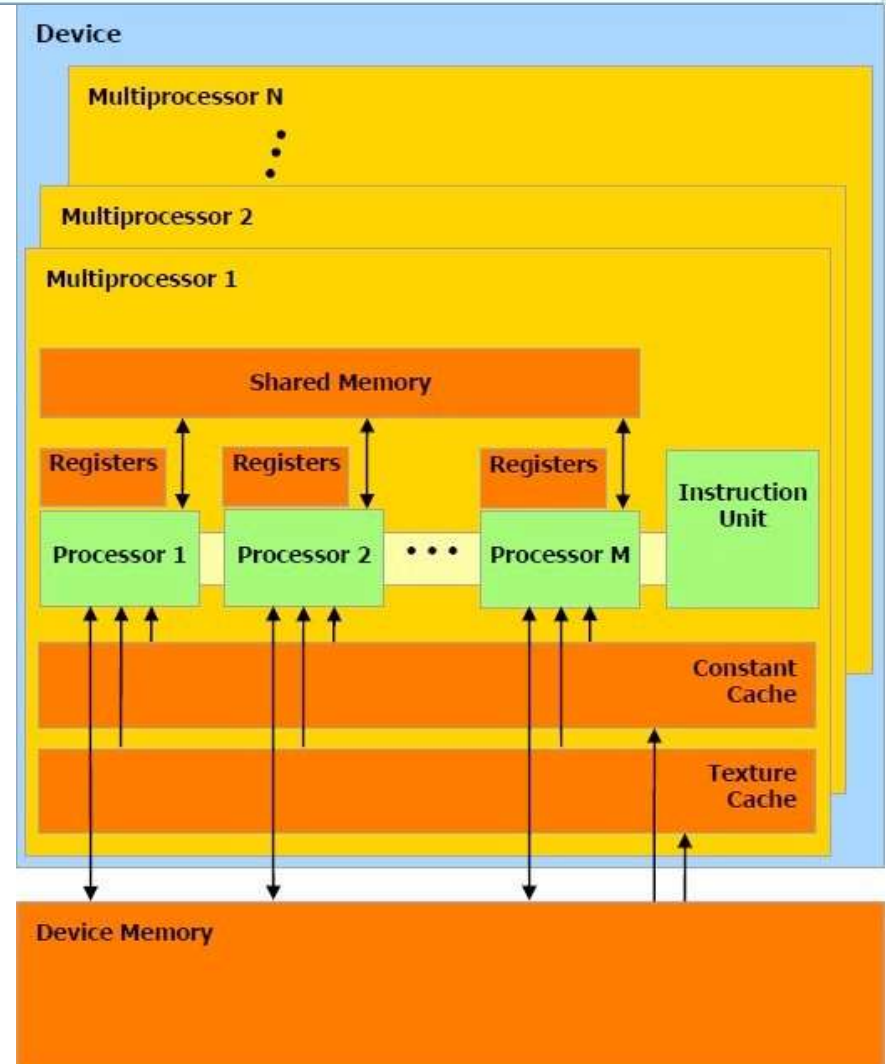 Device
Multiprocessor N
Multiprocessor 2
Multiprocessor 1
Shared Memory
Registers
Registers
Registers
Instruction
Unit
Processor 1
Processor 2
Processor M
Constant
Cache
Texture
Cache
Device Memory